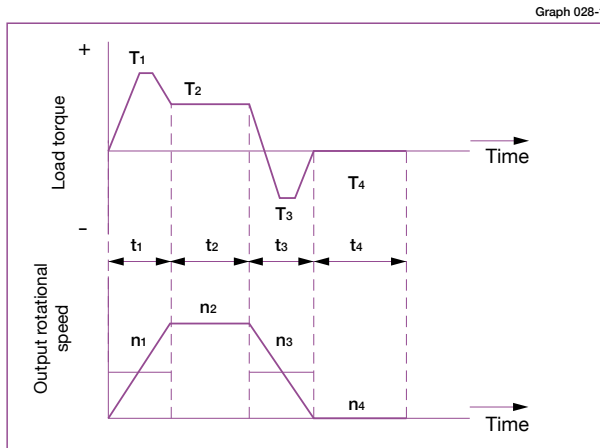 Graph 028-
+
T1
T2
Load torque
Time
T4
T3
-
t1 t2 t3 t4
Output rotational
speed
n2
n1
n3
n4
Time